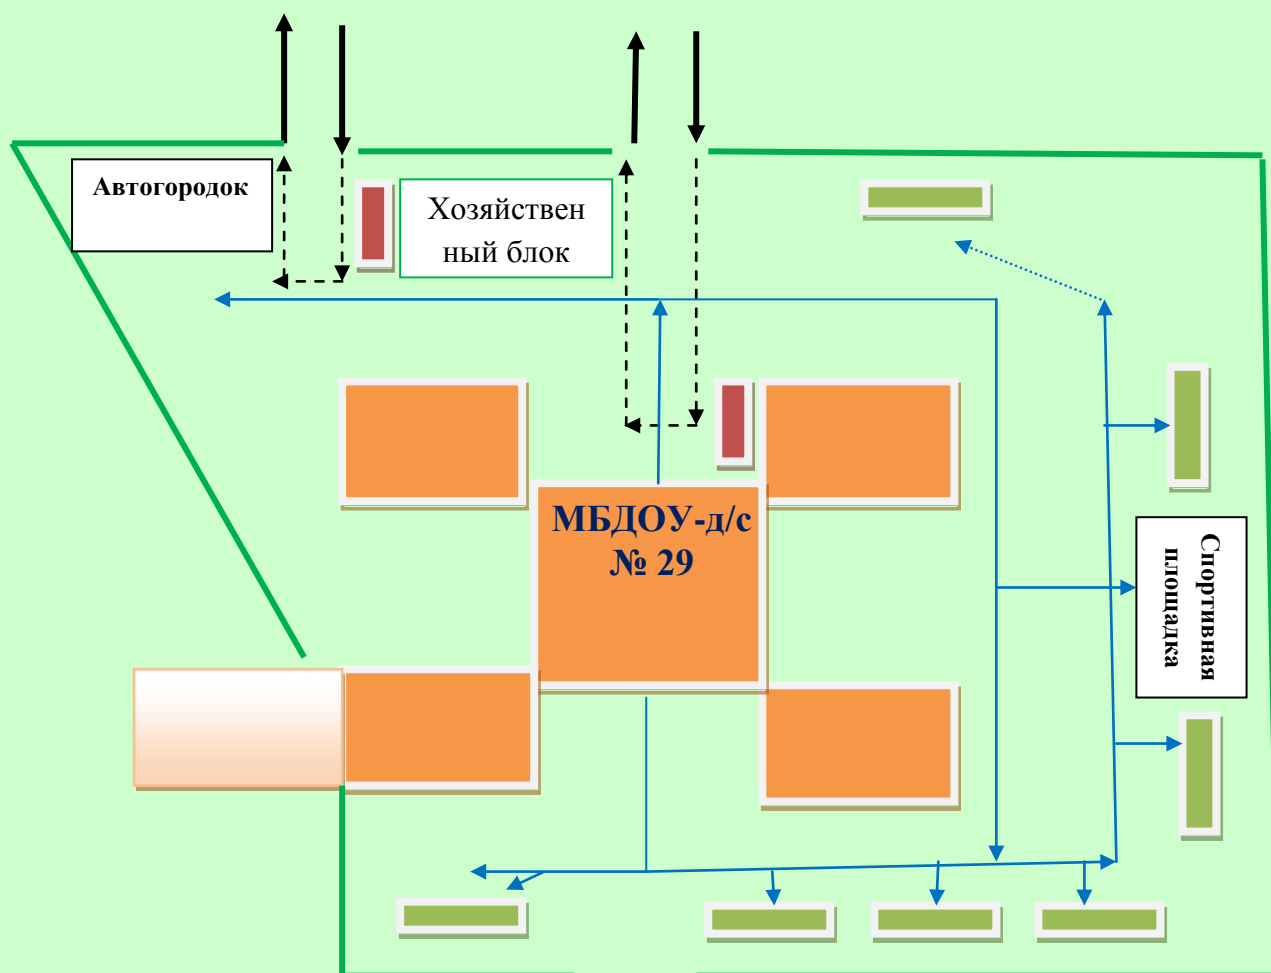 Автогородок
Хозяйствен
ный блок
МБДОУ-д/с
№ 29
Спортивная
площадка